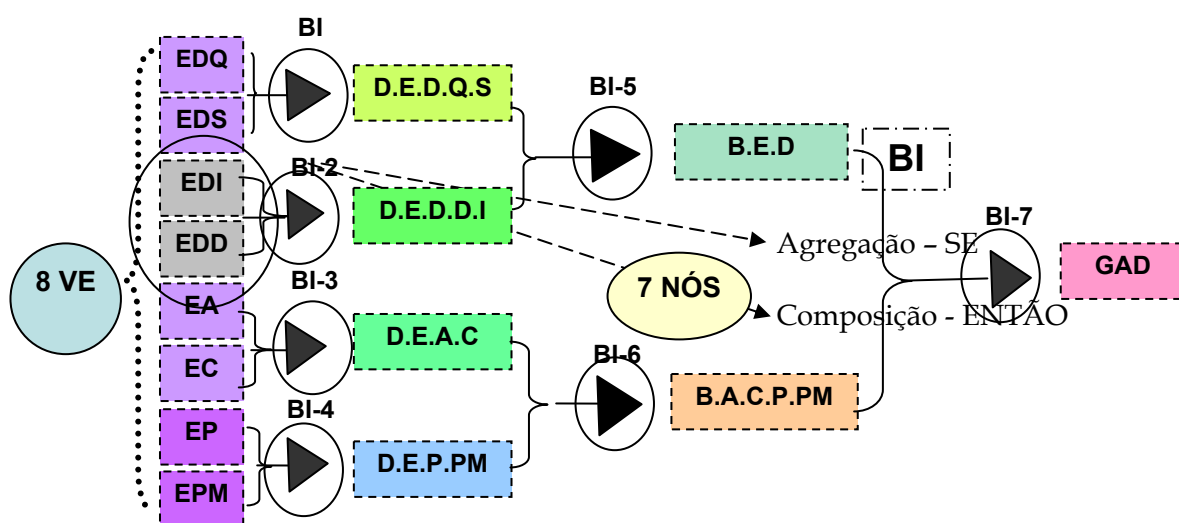 BI
EDQ
D.E.D.Q.S
BI-5
EDS
B.E.D
BI
BI-2
EDI
D.E.D.D.I
BI-7
EDD
Agregação – SE
GAD
8 VE
BI-3
7 NÓS
EA
Composição - ENTÃO
D.E.A.C
BI-6
EC
B.A.C.P.PM
BI-4
EP
D.E.P.PM
EPM